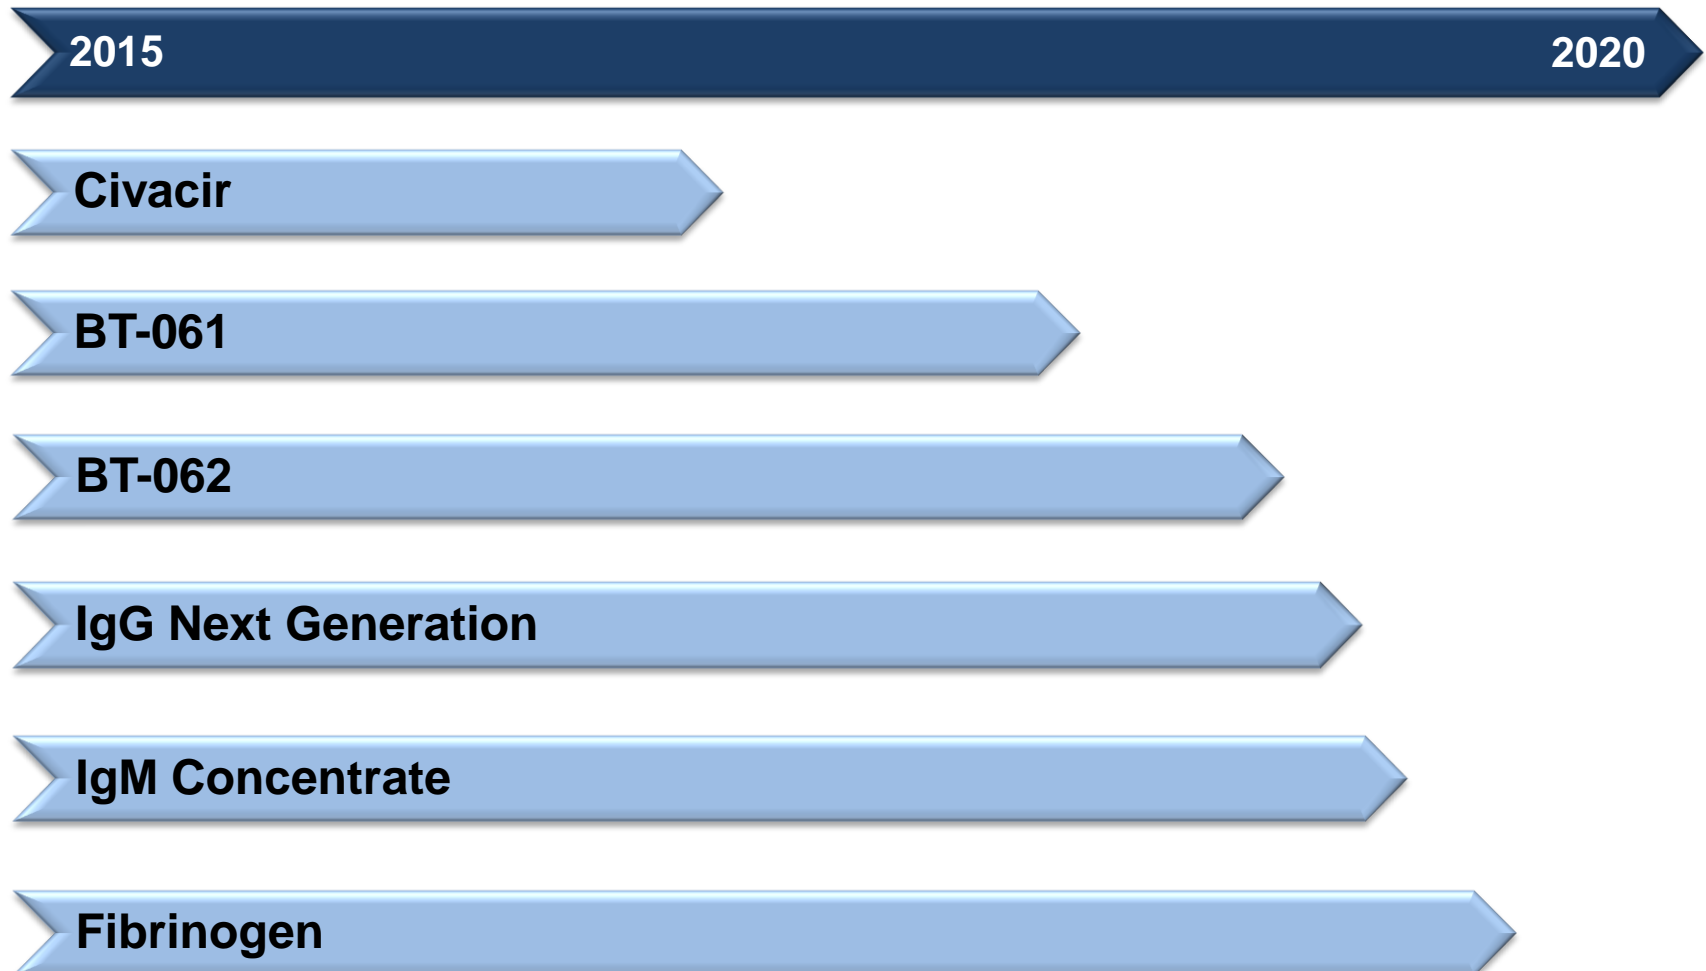 2015 2020
Civacir
BT-061
BT-062
IgG Next Generation
IgM Concentrate
Fibrinogen